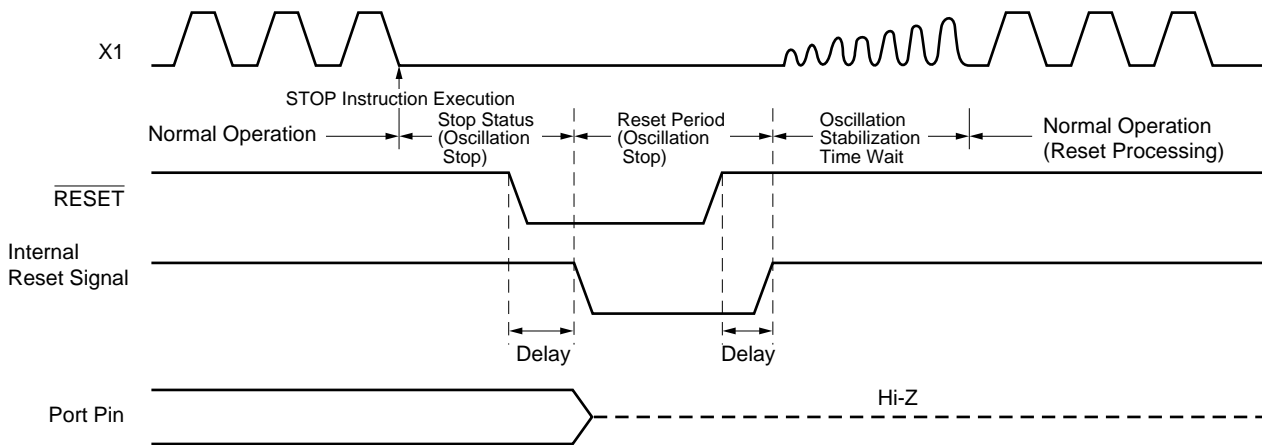 X1
STOP Instruction Execution
Normal Operation
Stop Status
(Oscillation
Stop)
Reset Period
(Oscillation
Stop)
Oscillation
Stabilization
Time Wait
Normal Operation
(Reset Processing)
RESET
Internal
Reset Signal
Delay
Delay
Port Pin
Hi-Z